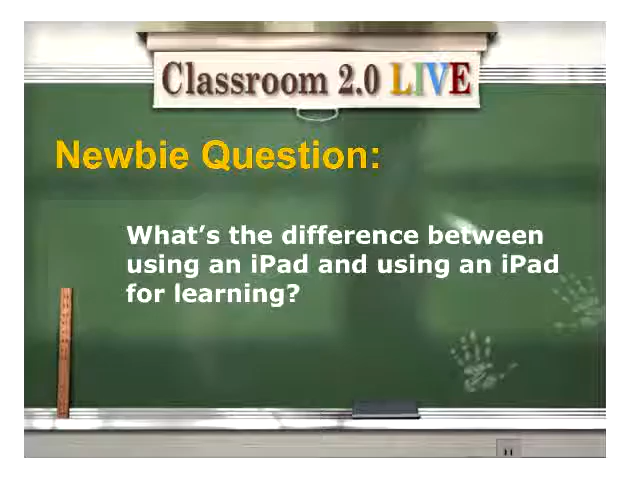 Classroom 2.0 LIVE
Newbie Question:
What's the difference between
using an iPad and using an iPad
for learning?